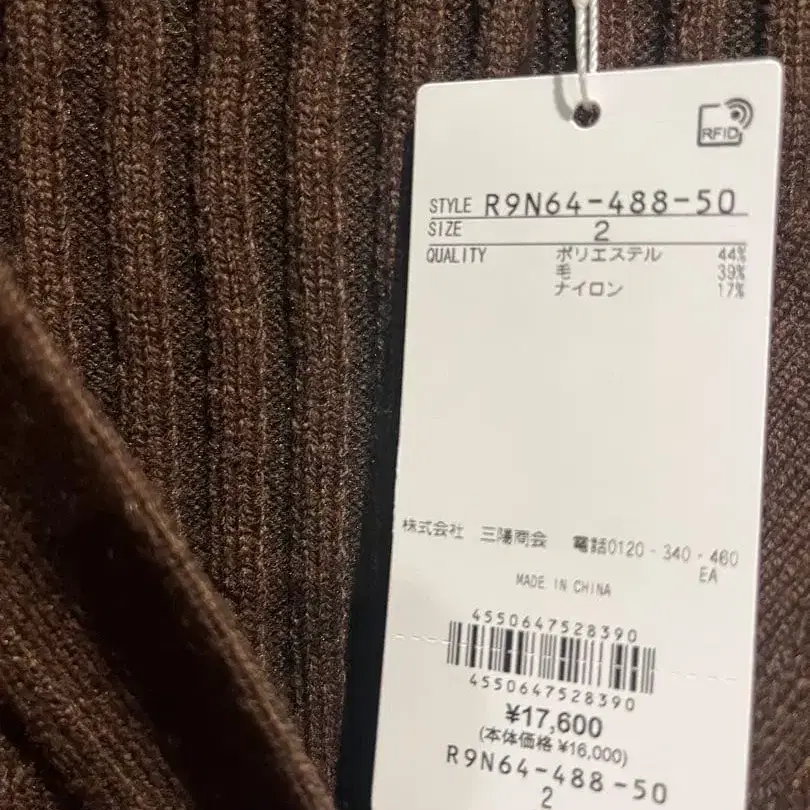 RFID
STYLE R9N64-488-50
SIZE 2
QUALITY ポリエステル 44%
毛 39%
ナイロン 17%
株式会社 三陽商会 電話0120-340-460
EA
MADE IN CHINA
4550647528390
4550647528390
¥17,600
(本体価格 ¥16,000)
R9N64-488-50
2